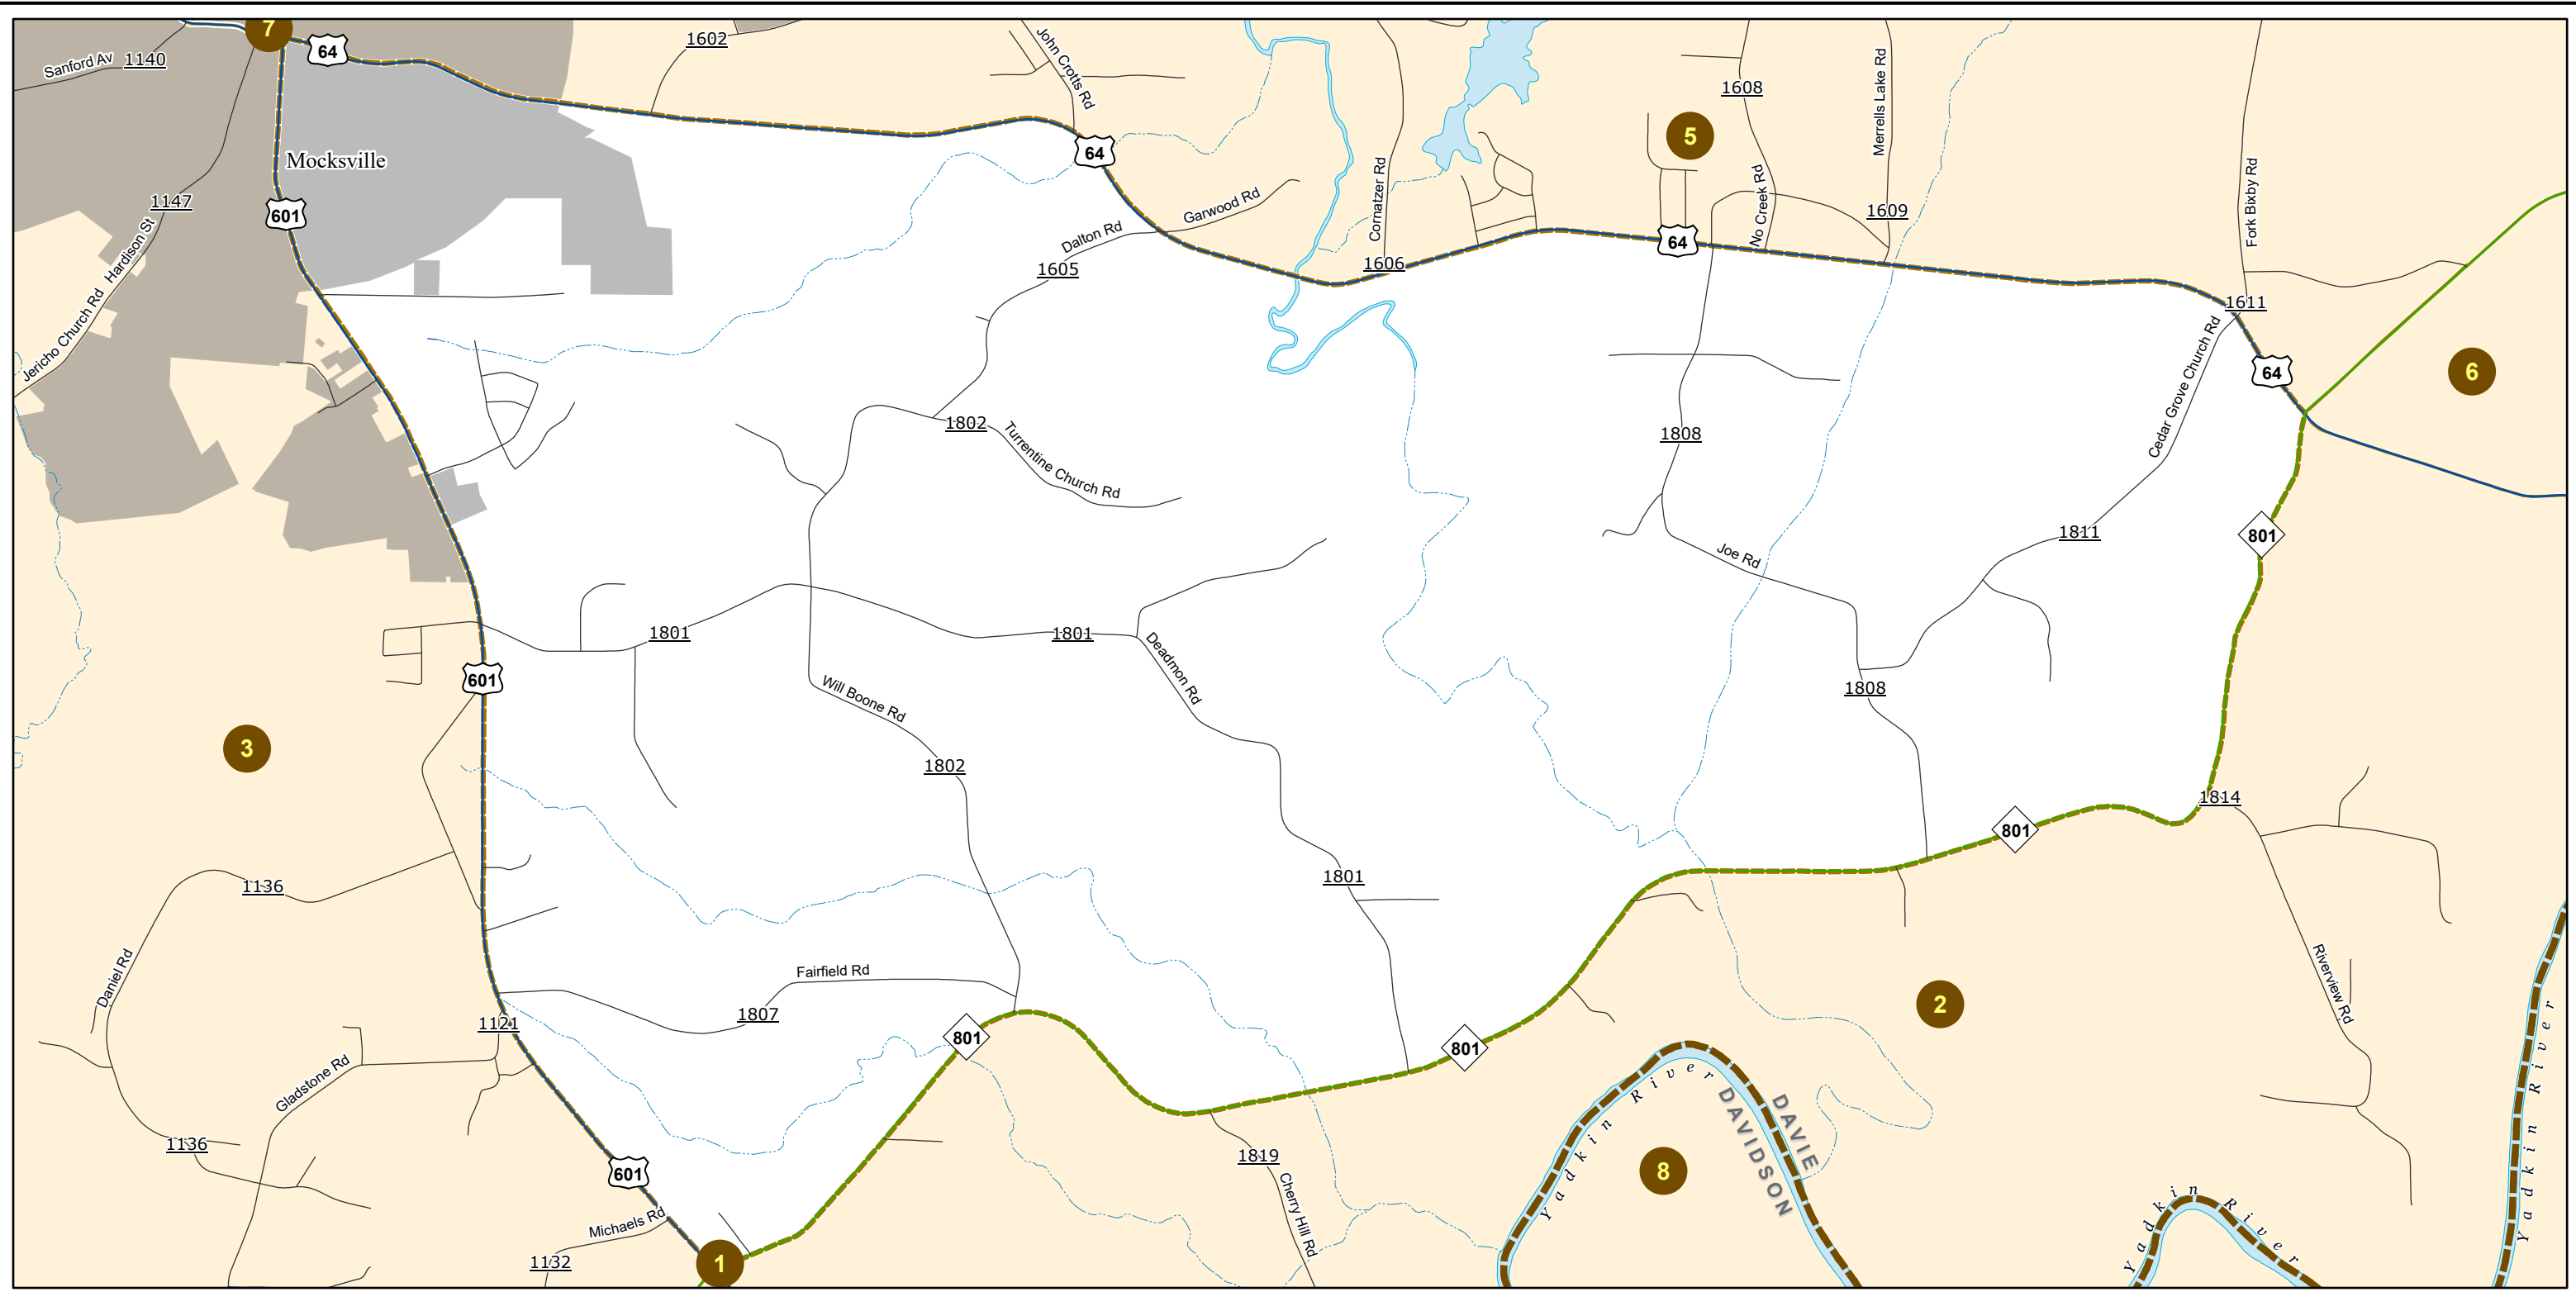 7
64
1602
John Crotts Rd
Sanford Av
1140
Merrells Lake Rd
1608
5
64
Mocksville
1147
601
Hardison St
Jericho Church Rd
Cornatzer Rd
Garwood Rd
Dalton Rd
1605
1606
No Creek Rd
64
1609
Fork Bixby Rd
1611
64
6
Cedar Grove Church Rd
1802
Turrentine Church Rd
1808
1811
801
Joe Rd
1801
1801
Deadmon Rd
601
Will Boone Rd
1808
3
1802
1814
801
1136
1801
Daniel Rd
Fairfield Rd
1807
1121
801
801
2
Riverview Rd
Gladstone Rd
Yadkin River
DAVIE
DAVIDSON
Yadkin River
1136
1819
8
601
Cherry Hill Rd
Michaels Rd
1132
1
Yadkin River